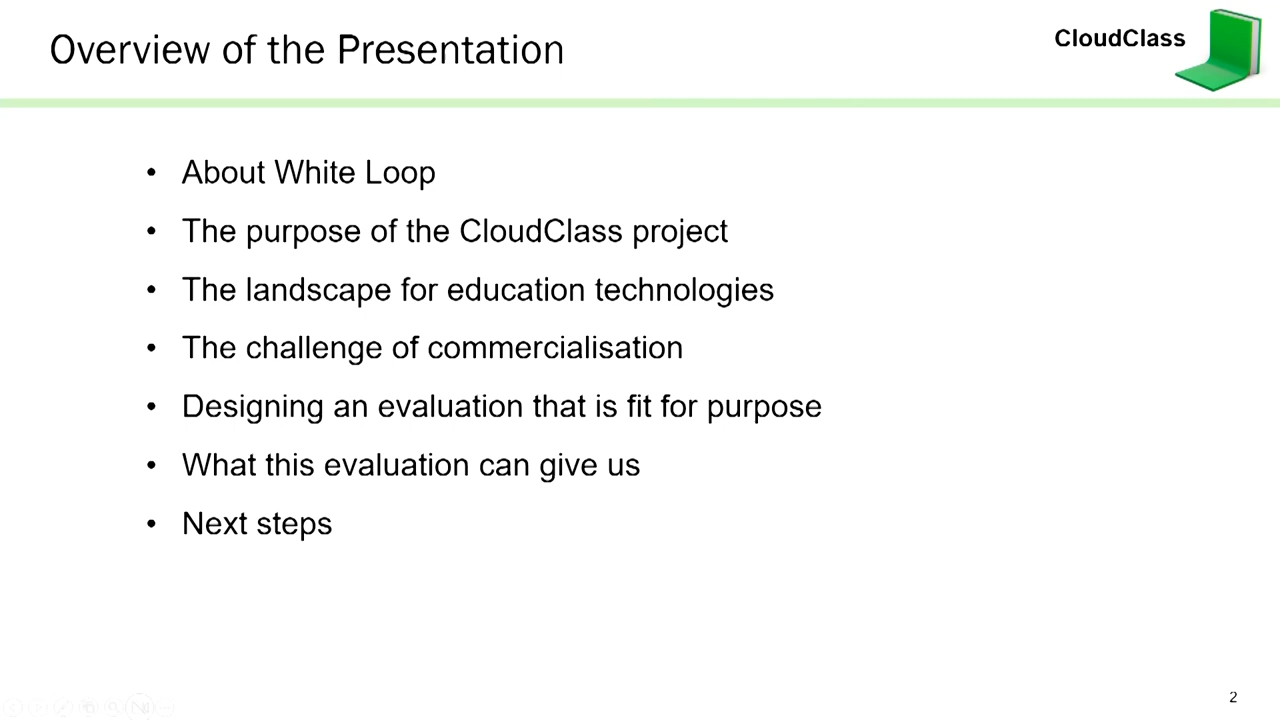 Overview of the Presentation
CloudClass
• About White Loop
• The purpose of the CloudClass project
• The landscape for education technologies
• The challenge of commercialisation
• Designing an evaluation that is fit for purpose
• What this evaluation can give us
• Next steps
2